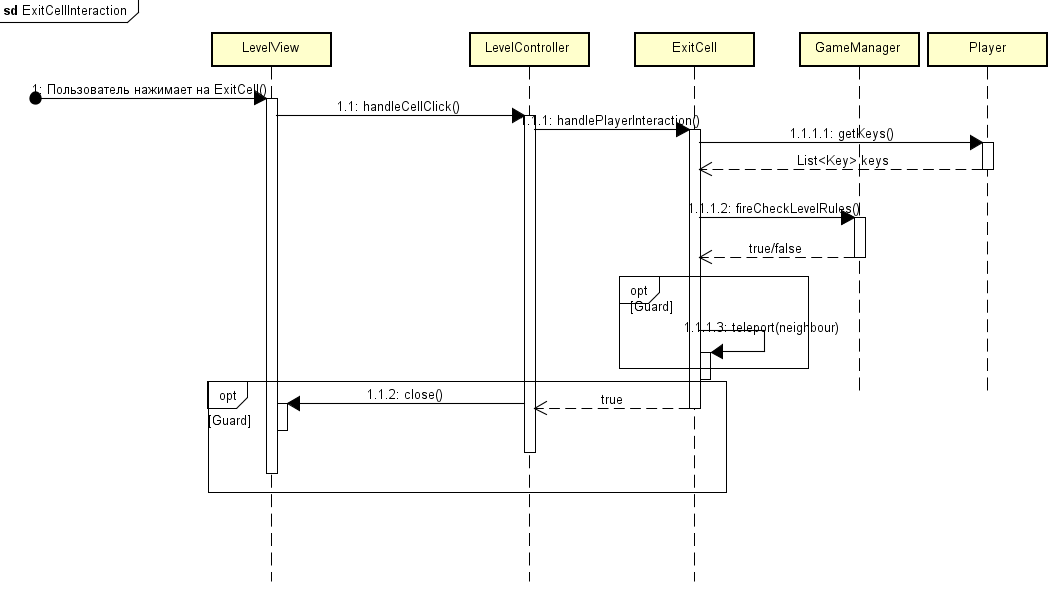 sd ExitCellInteraction
LevelView
LevelController
ExitCell
GameManager
Player
1: Пользователь нажимает на ExitCell()
1.1: handleCellClick()
1.1.1: handlePlayerInteraction()
1.1.1.1: getKeys()
List<Key> keys
1.1.1.2: fireCheckLevelRules()
true/false
opt
[Guard]
1.1.1.3: teleport(neighbour)
opt
1.1.2: close()
true
[Guard]